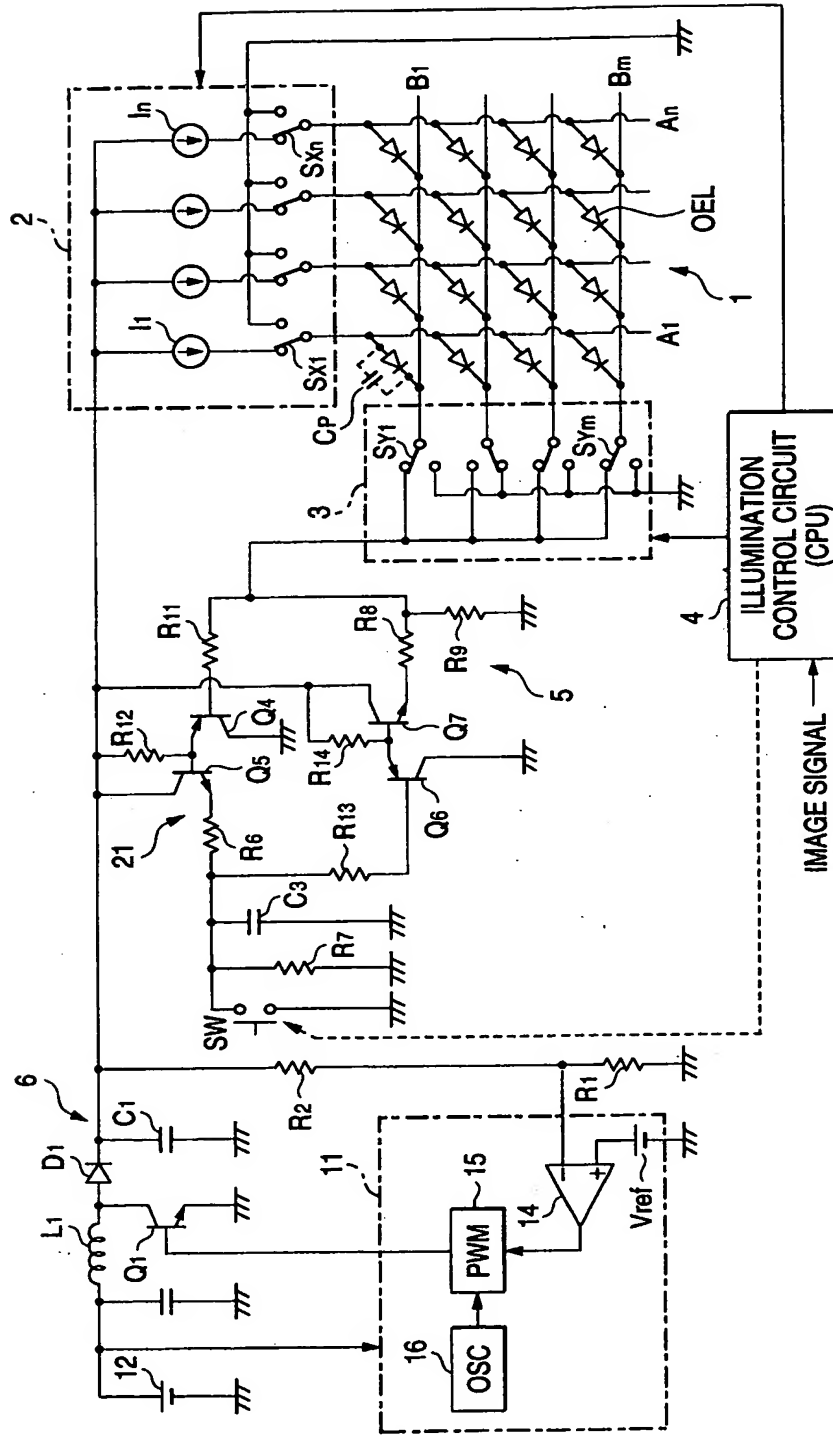 6
12
L1
D1
C1
Q1
R2
R1
11
15
PWM
16
OSC
14
+
−
Vref
SW
R7
C3
R6
21
Q5
R12
Q4
R11
R13
R14
Q6
Q7
R8
R9
5
2
I1
In
SX1
SXn
3
CP
SY1
SYm
B1
Bm
A1
An
OEL
1
4
ILLUMINATION
CONTROL CIRCUIT
(CPU)
IMAGE SIGNAL